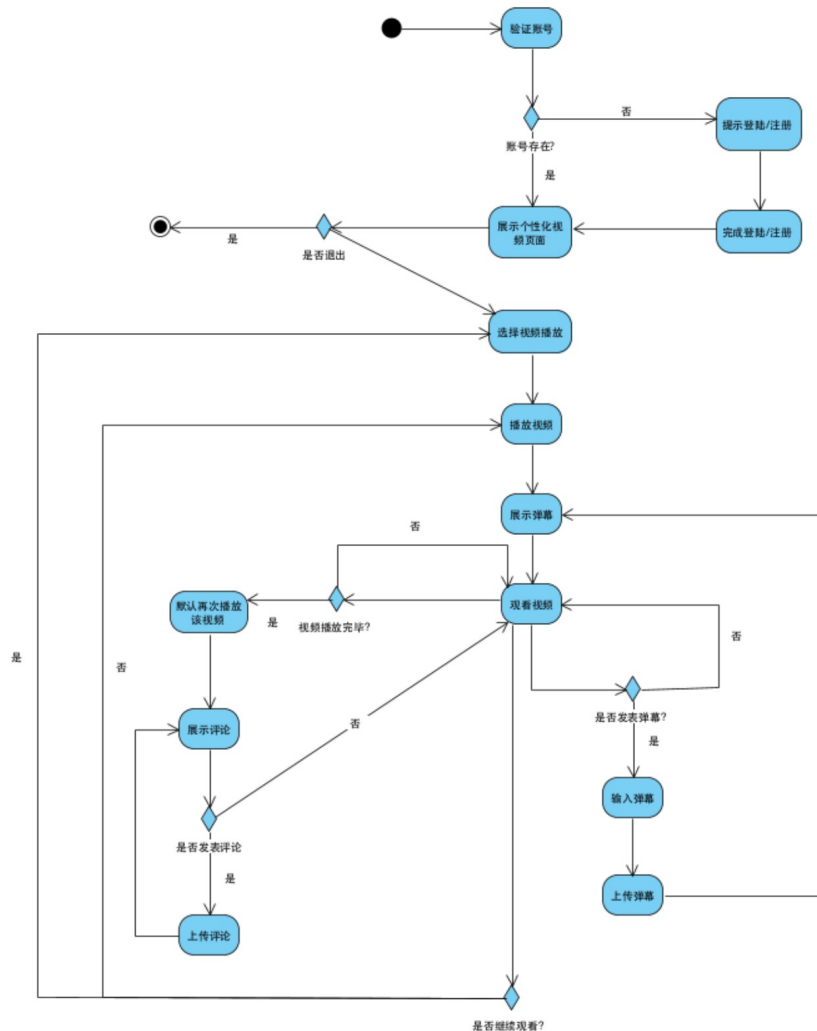 验证账号
否
提示登陆/注册
账号存在?
是
展示个性化视
频页面
完成登陆/注册
是
是否退出
选择视频播放
播放视频
展示弹幕
否
默认再次播放
该视频
观看视频
是
视频播放完毕?
否
是
否
是否发表弹幕?
否
展示评论
是
输入弹幕
是否发表评论
是
上传弹幕
上传评论
是否继续观看?